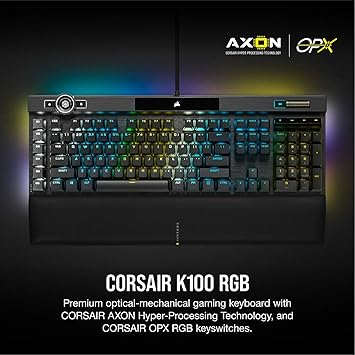 AXON
CORSAIR HYPER-PROCESSING TECHNOLOGY
OPX
CORSAIR
CORSAIR K100 RGB
Premium optical-mechanical gaming keyboard with
CORSAIR AXON Hyper-Processing Technology, and
CORSAIR OPX RGB keyswitches.